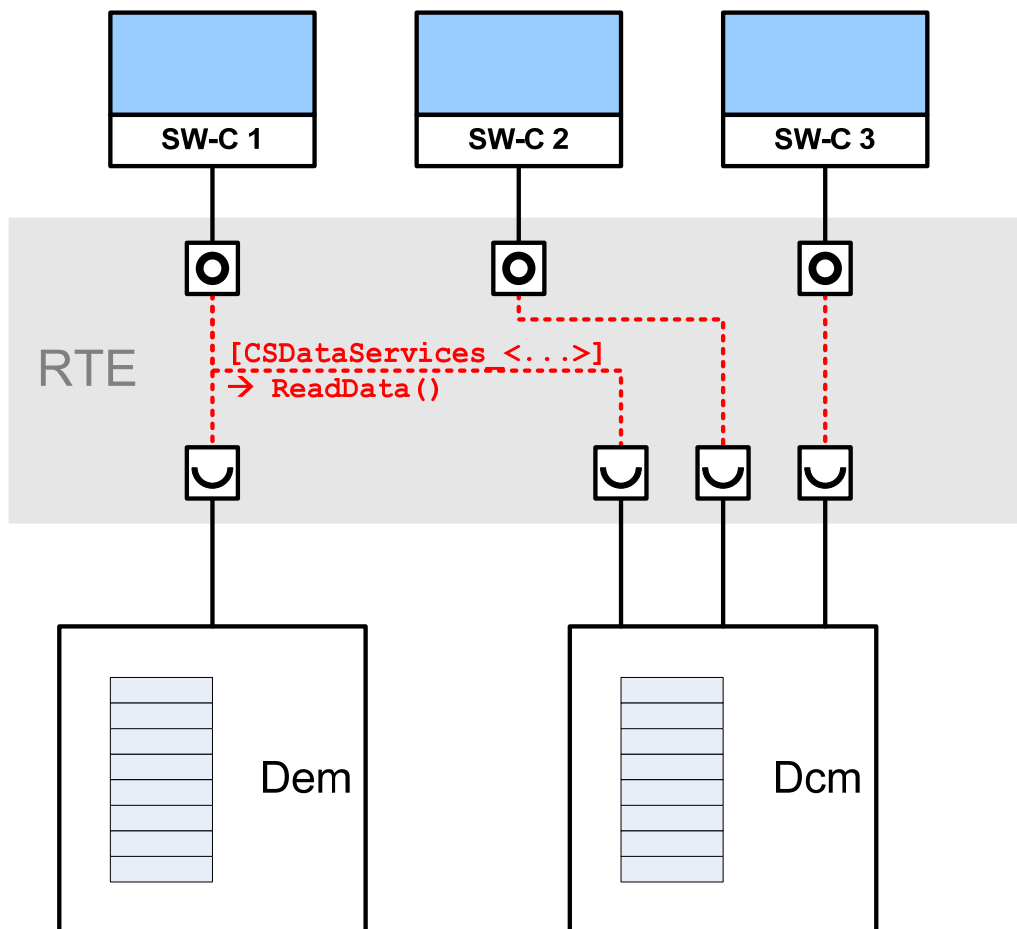 SW-C 1
SW-C 2
SW-C 3
RTE
[CSDataServices_<...>]
→ ReadData()
Dem
Dcm